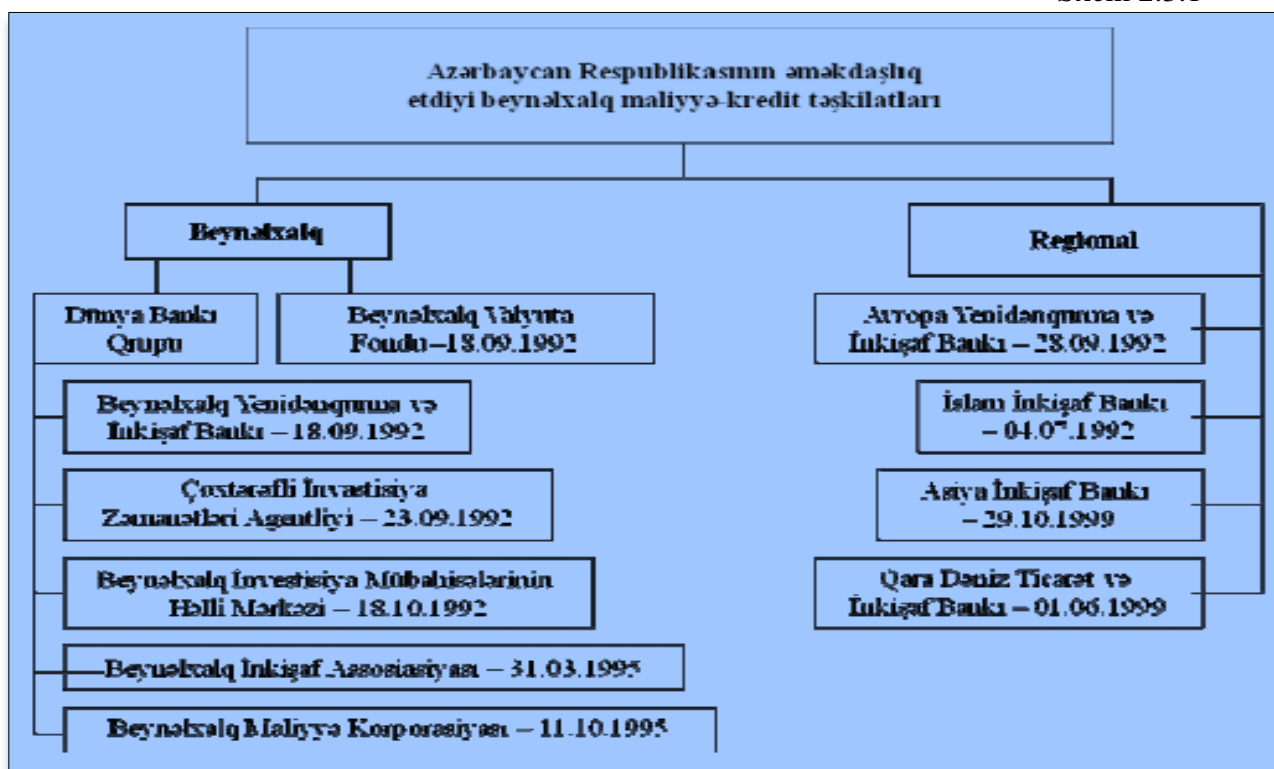 Azərbaycan Respublikasının əməkdaşlıq
etdiyi beynəlxalq maliyyə-kredit təşkilatları
Beynəlxalq
Regional
Dünya Bankı
Qrupu
Beynəlxalq Valyuta
Fondu–18.09.1992
Avropa Yenidənqurma və
İnkişaf Bankı – 28.09.1992
Beynəlxalq Yenidənqurma və
İnkişaf Bankı – 18.09.1992
İslam İnkişaf Bankı
– 04.07.1992
Çoxtərəfli İnvestisiya
Zəmanətləri Agentliyi – 23.09.1992
Asiya İnkişaf Bankı
– 29.10.1999
Beynəlxalq İnvestisiya Mübahisələrinin
Həlli Mərkəzi – 18.10.1992
Qara Dəniz Ticarət və
İnkişaf Bankı – 01.06.1999
Beynəlxalq İnkişaf Assosiasiyası – 31.03.1995
Beynəlxalq Maliyyə Korporasiyası – 11.10.1995